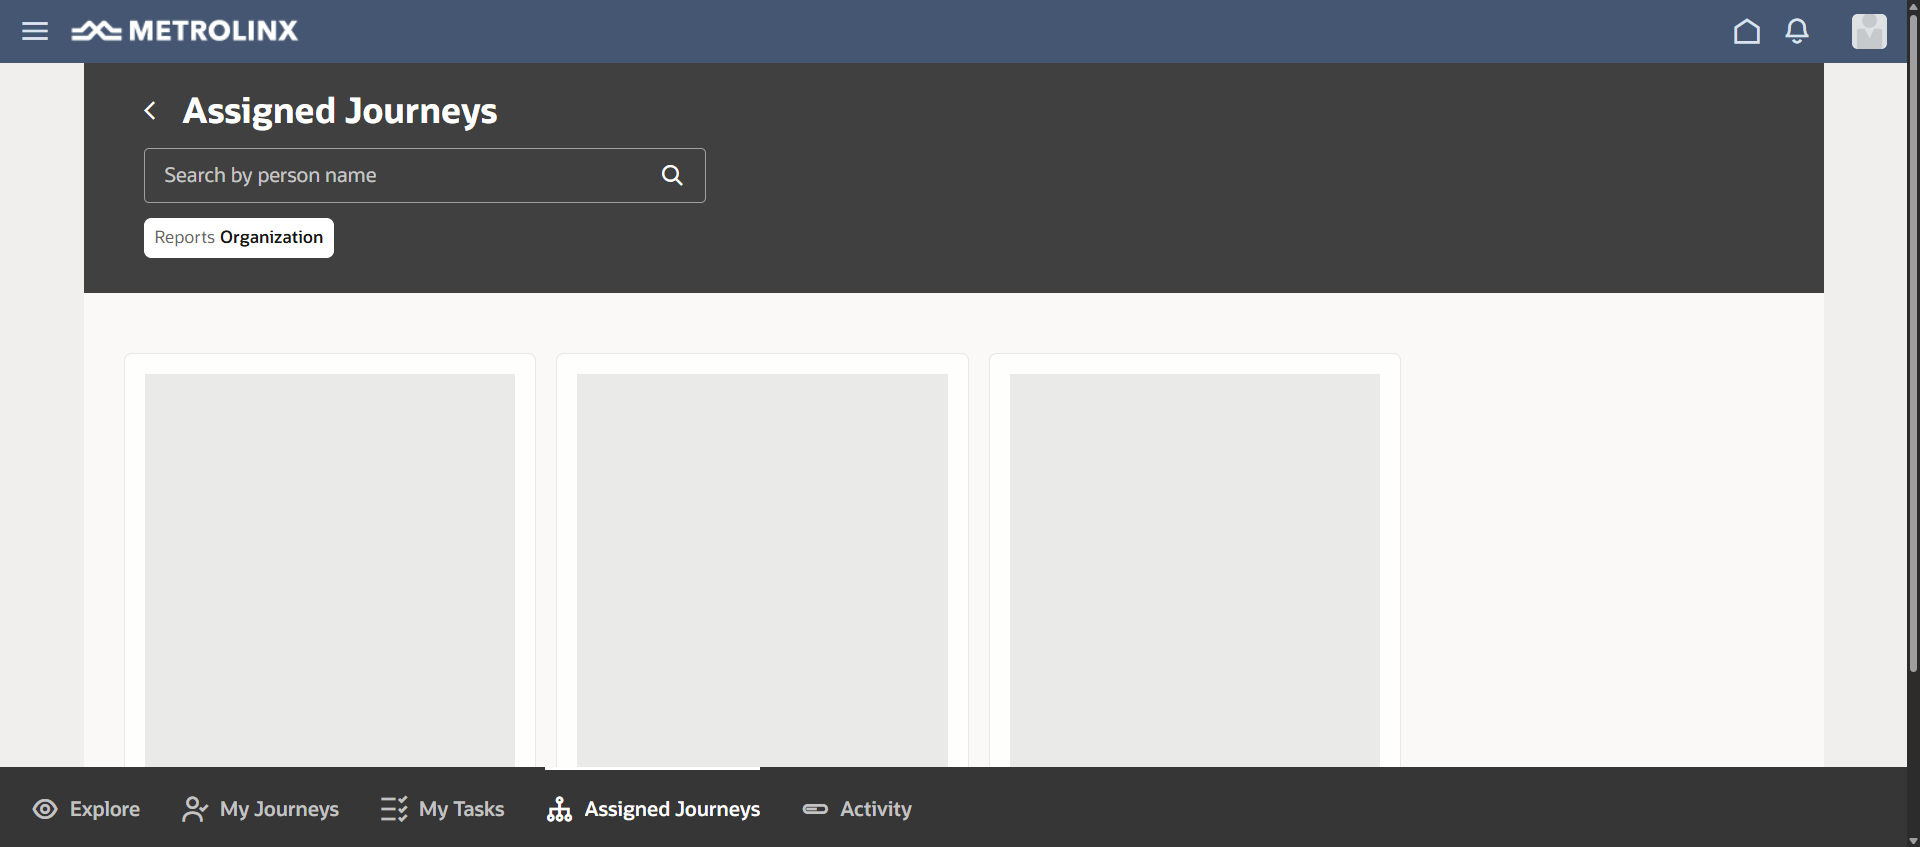 METROLINX
Assigned Journeys
Search by person name
Reports Organization
Explore
My Journeys
My Tasks
Assigned Journeys
Activity